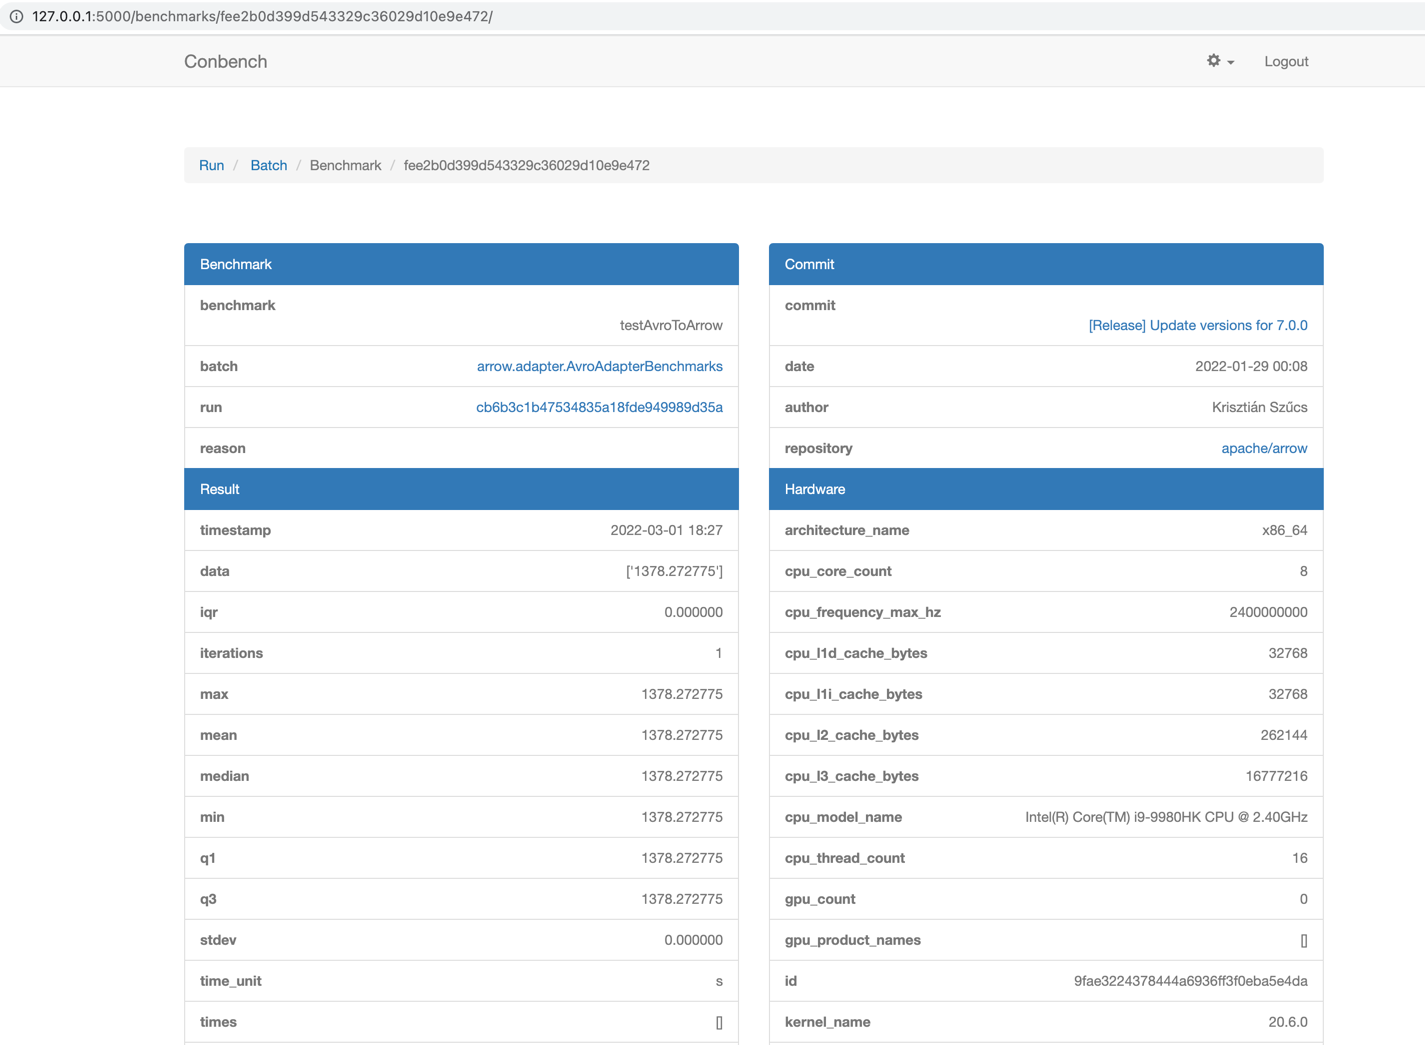 127.0.0.1:5000/benchmarks/fee2b0d399d543329c36029d10e9e472/
Conbench
Logout
Run / Batch / Benchmark / fee2b0d399d543329c36029d10e9e472
Benchmark
benchmark
testAvroToArrow
batch arrow.adapter.AvroAdapterBenchmarks
run cb6b3c1b47534835a18fde949989d35a
reason
Result
timestamp 2022-03-01 18:27
data ['1378.272775']
iqr 0.000000
iterations 1
max 1378.272775
mean 1378.272775
median 1378.272775
min 1378.272775
q1 1378.272775
q3 1378.272775
stdev 0.000000
time_unit s
times []
Commit
commit
[Release] Update versions for 7.0.0
date 2022-01-29 00:08
author Krisztián Szűcs
repository apache/arrow
Hardware
architecture_name x86_64
cpu_core_count 8
cpu_frequency_max_hz 2400000000
cpu_l1d_cache_bytes 32768
cpu_l1i_cache_bytes 32768
cpu_l2_cache_bytes 262144
cpu_l3_cache_bytes 16777216
cpu_model_name Intel(R) Core(TM) i9-9980HK CPU @ 2.40GHz
cpu_thread_count 16
gpu_count 0
gpu_product_names []
id 9fae3224378444a6936ff3f0eba5e4da
kernel_name 20.6.0